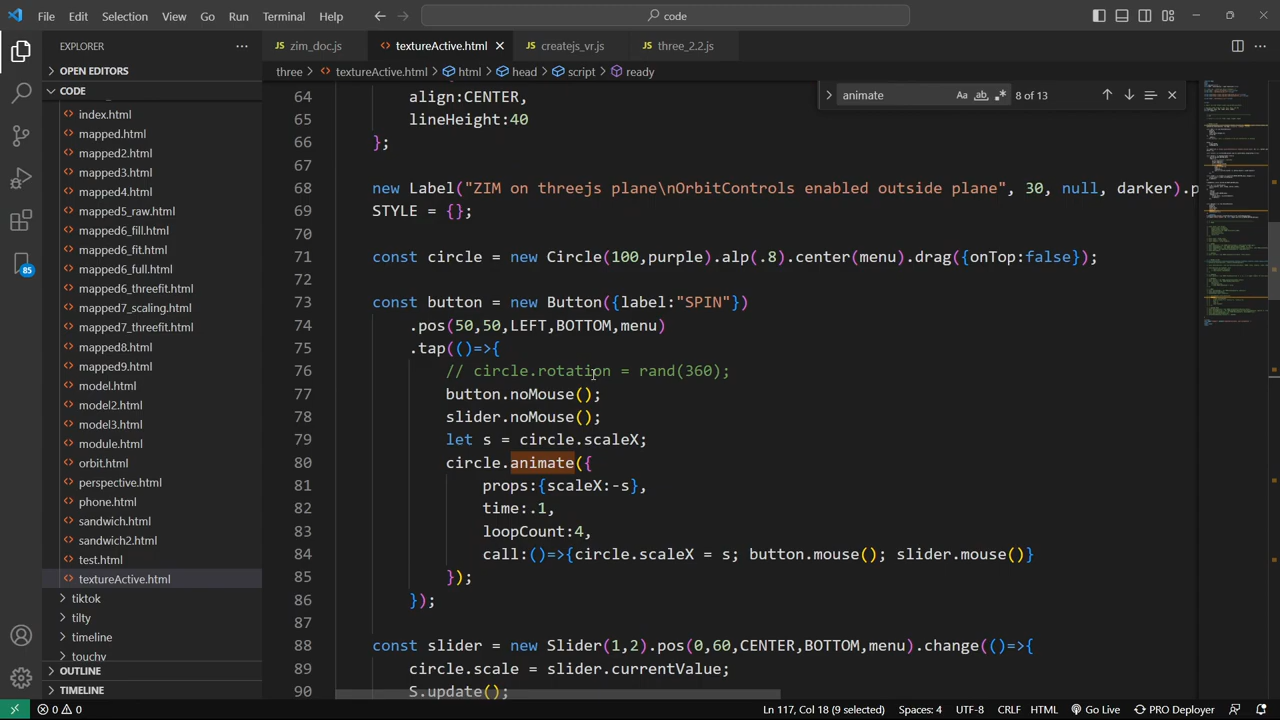 File Edit Selection View Go Run Terminal Help
code
EXPLORER
zim_doc.js
textureActive.html
createjs_vr.js
three_2.2.js
OPEN EDITORS
three > textureActive.html > html > head > script > ready
CODE
animate
Aa ab .*
8 of 13
index.html
mapped.html
mapped2.html
mapped3.html
mapped4.html
mapped5_raw.html
mapped6_fill.html
mapped6_fit.html
mapped6_full.html
mapped6_threefit.html
mapped7_scaling.html
mapped7_threefit.html
mapped8.html
mapped9.html
model.html
model2.html
model3.html
module.html
orbit.html
perspective.html
phone.html
sandwich.html
sandwich2.html
test.html
textureActive.html
tiktok
tilty
timeline
touchy
OUTLINE
TIMELINE
85
64 align:CENTER,
65 lineHeight:40
66 };
67
68 new Label("ZIM on threejs plane\nOrbitControls enabled outside plane", 30, null, darker).p
69 STYLE = {};
70
71 const circle = new Circle(100,purple).alp(.8).center(menu).drag({onTop:false});
72
73 const button = new Button({label:"SPIN"})
74 .pos(50,50,LEFT,BOTTOM,menu)
75 .tap(()=>{
76 // circle.rotation = rand(360);
77 button.noMouse();
78 slider.noMouse();
79 let s = circle.scaleX;
80 circle.animate({
81 props:{scaleX:-s},
82 time:.1,
83 loopCount:4,
84 call:()=>{circle.scaleX = s; button.mouse(); slider.mouse()}
85 });
86 });
87
88 const slider = new Slider(1,2).pos(0,60,CENTER,BOTTOM,menu).change(()=>{
89 circle.scale = slider.currentValue;
90 S.update();
0 0
Ln 117, Col 18 (9 selected) Spaces: 4 UTF-8 CRLF HTML Go Live PRO Deployer